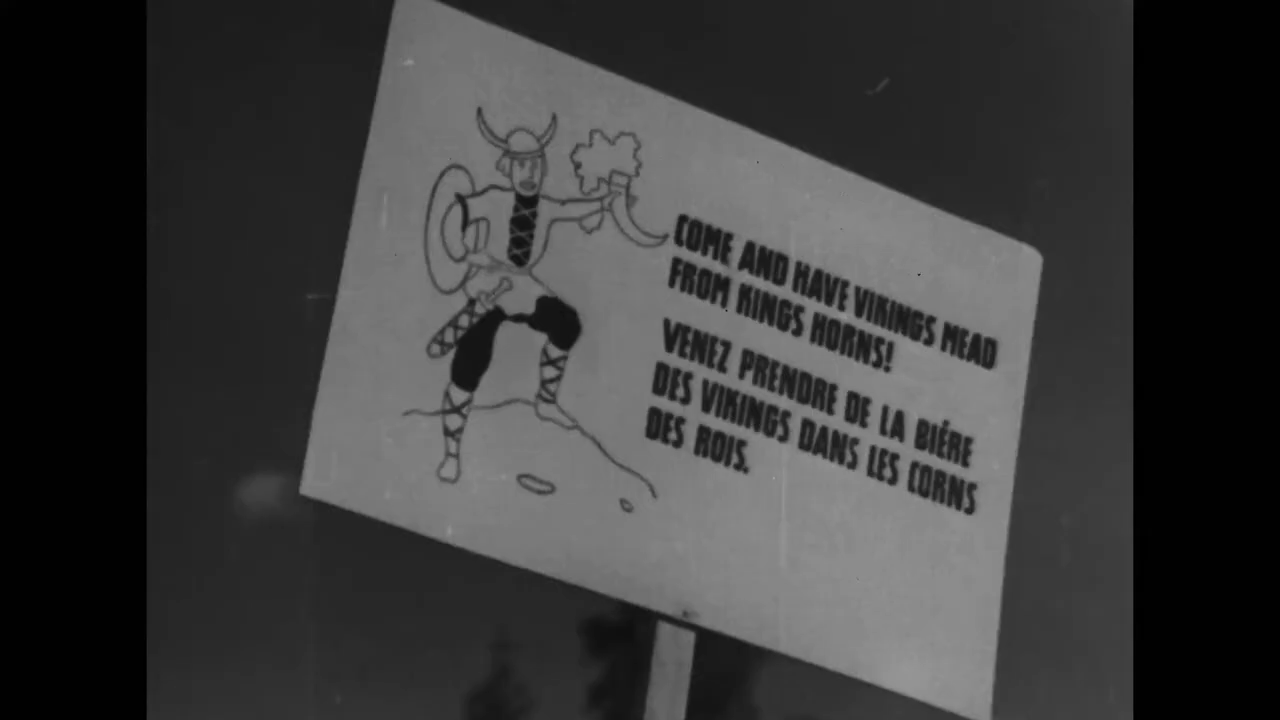 COME AND HAVE VIKINGS MEAD
FROM KINGS HORNS!
VENEZ PRENDRE DE LA BIÉRE
DES VIKINGS DANS LES CORNS
DES ROIS.